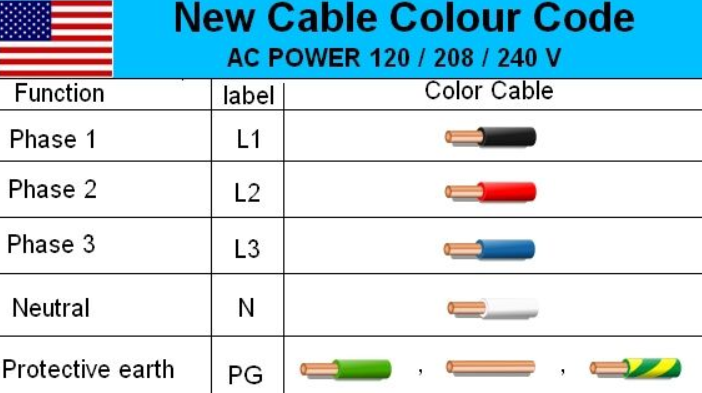 New Cable Colour Code
AC POWER 120 / 208 / 240 V
Function label Color Cable
Phase 1 L1
Phase 2 L2
Phase 3 L3
Neutral N
Protective earth PG , ,